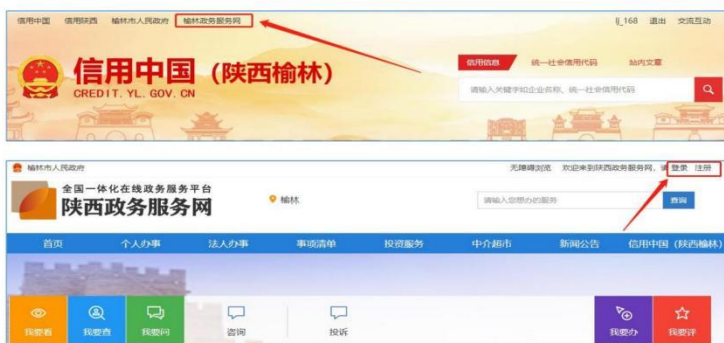 信用中国 信用陕西 榆林市人民政府 榆林政务服务网 lj_168 退出 交流互动
信用中国（陕西榆林）
CREDIT. YL. GOV. CN
信用信息 统一社会信用代码 站内文章
请输入关键字如企业名称、统一社会信用代码
榆林市人民政府 无障碍浏览 欢迎来到陕西政务服务网，请 登录 注册
全国一体化在线政务服务平台
陕西政务服务网
榆林
请输入您想办的服务 查询
首页 个人办事 法人办事 事项清单 投资服务 中介超市 新闻公告 信用中国（陕西榆林）
我要看 我要查 我要问 咨询 投诉 我要办 我要评